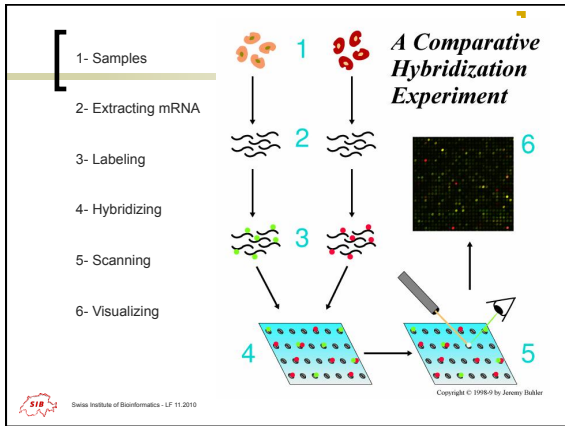 1- Samples
2- Extracting mRNA
3- Labeling
4- Hybridizing
5- Scanning
6- Visualizing
A Comparative
Hybridization
Experiment
1
2
3
4
5
6
Copyright © 1998-9 by Jeremy Buhler
SIB
Swiss Institute of Bioinformatics - LF 11.2010